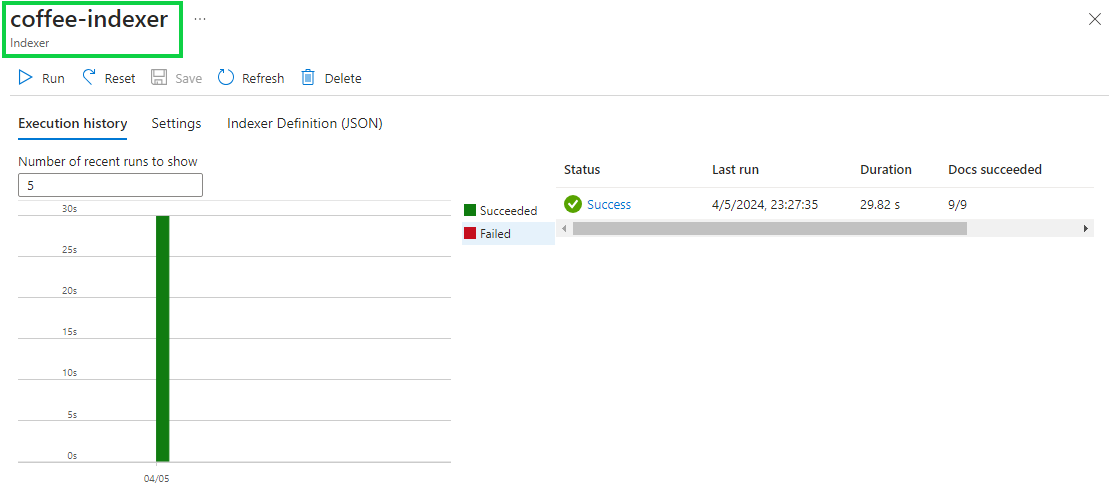 coffee-indexer ...
Indexer
Run Reset Save Refresh Delete
Execution history Settings Indexer Definition (JSON)
Number of recent runs to show
5
30s
25s
20s
15s
10s
5s
0s
04/05
Succeeded
Failed
Status Last run Duration Docs succeeded
Success 4/5/2024, 23:27:35 29.82 s 9/9